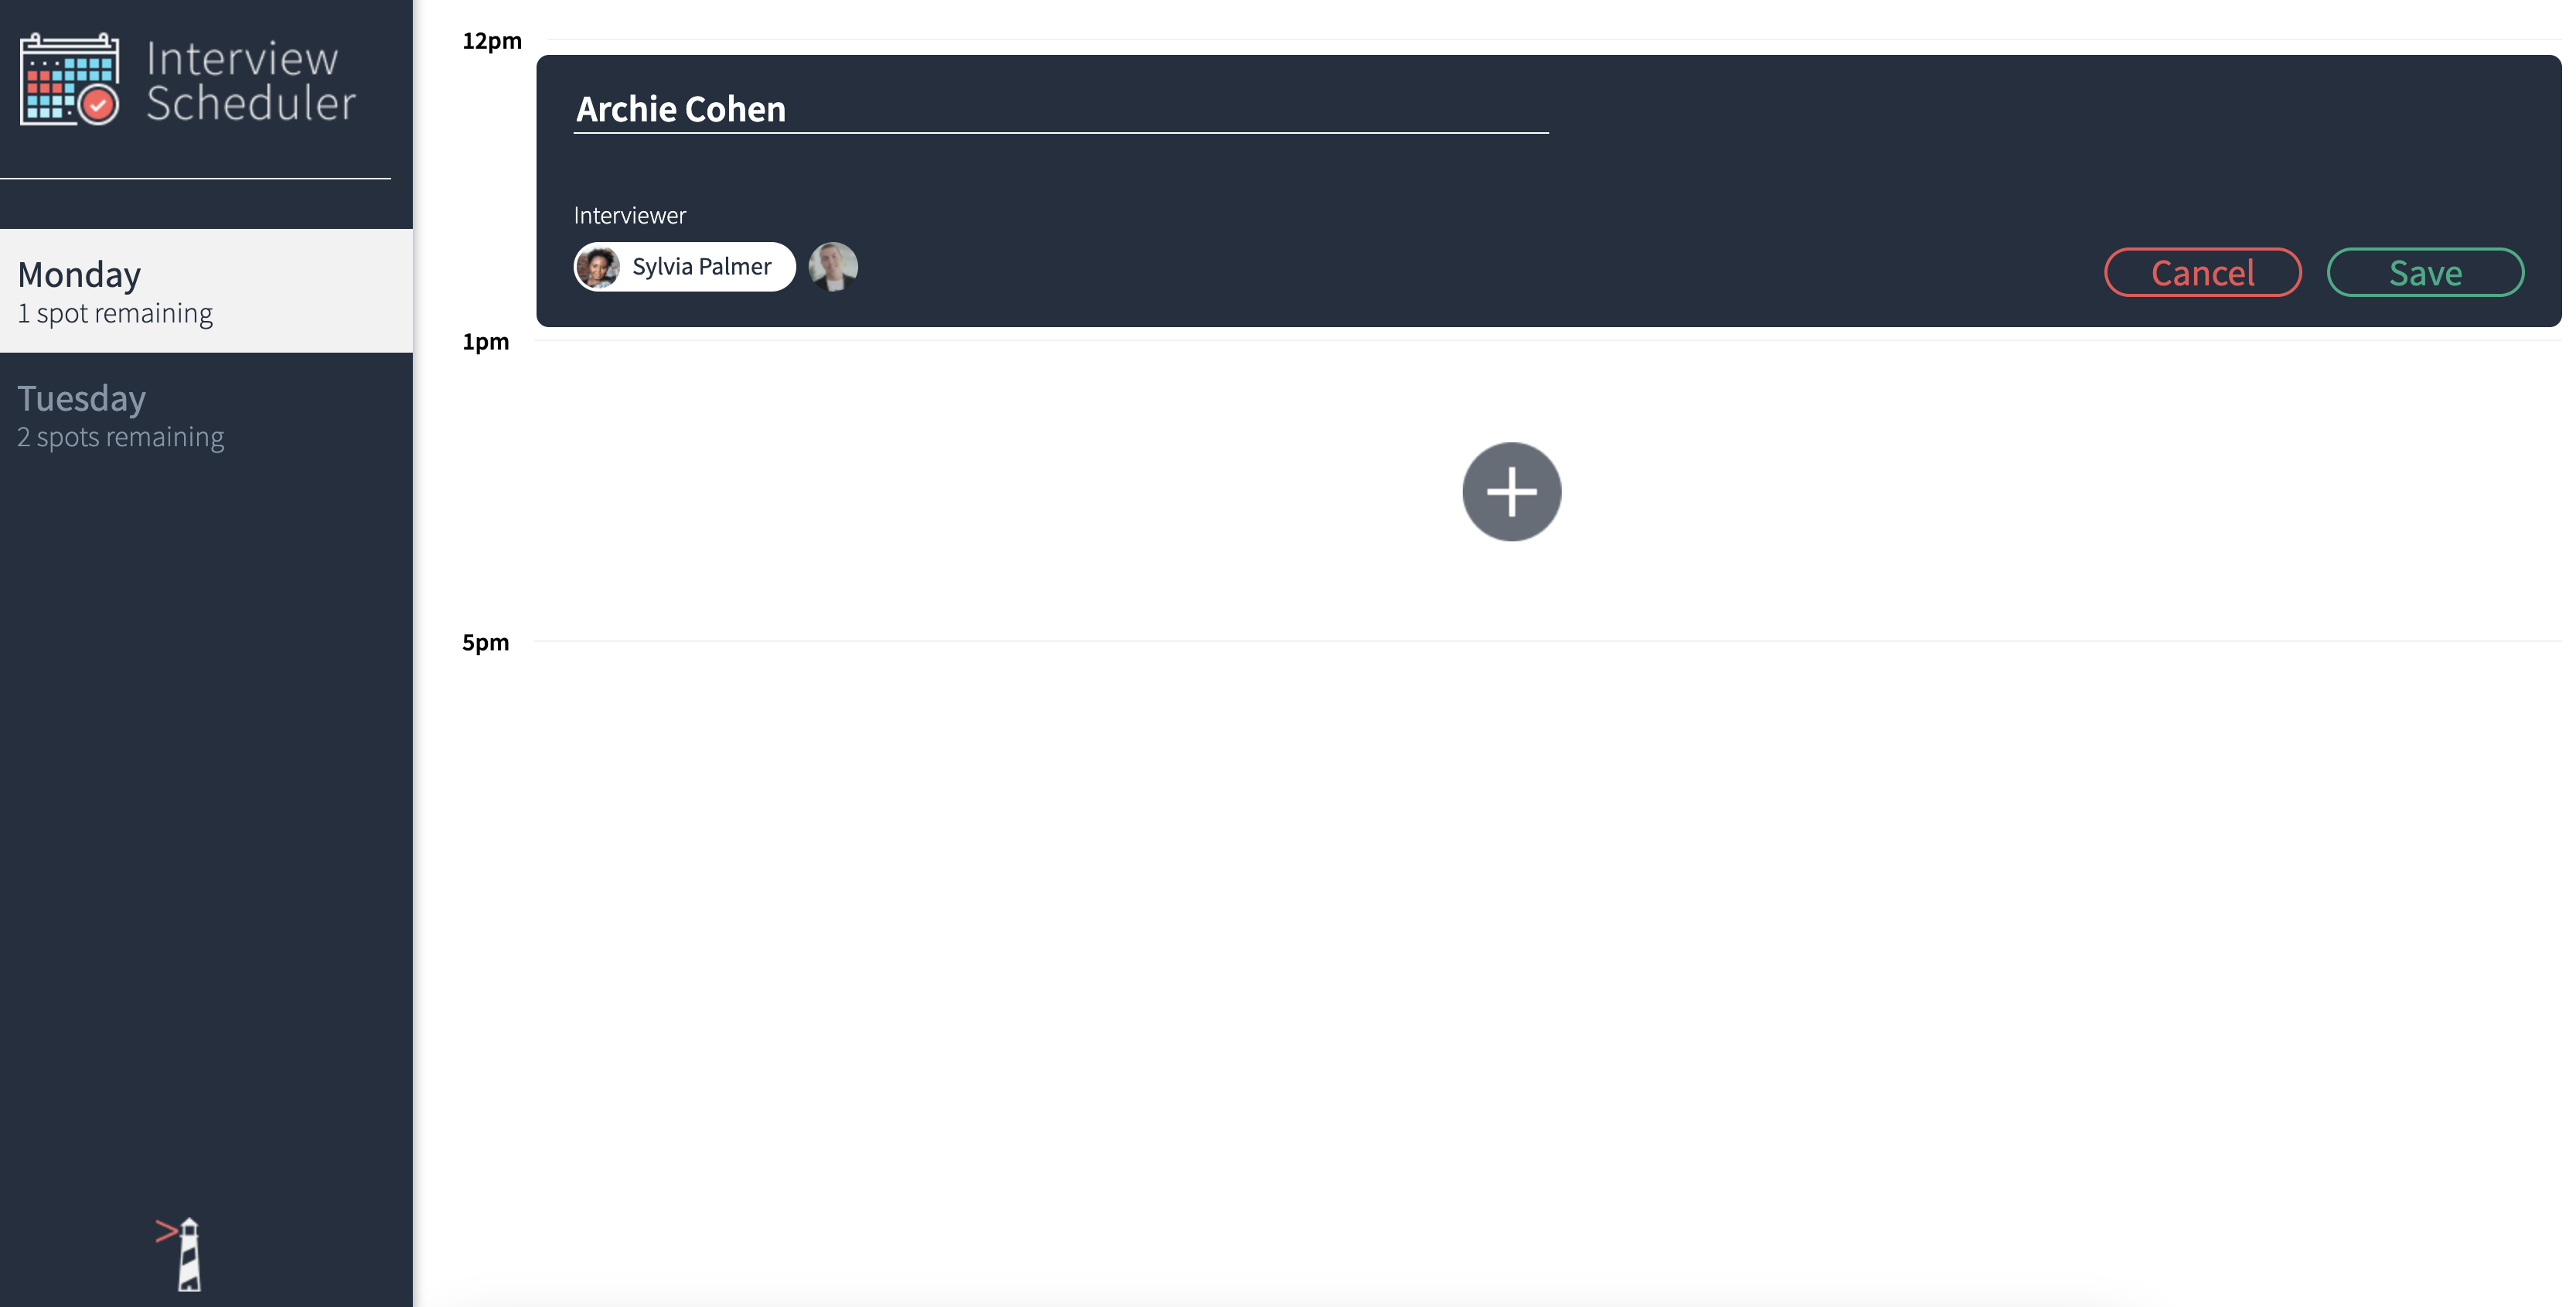 Interview
Scheduler
Monday
1 spot remaining
Tuesday
2 spots remaining
12pm
Archie Cohen
Interviewer
Sylvia Palmer
Cancel
Save
1pm
5pm